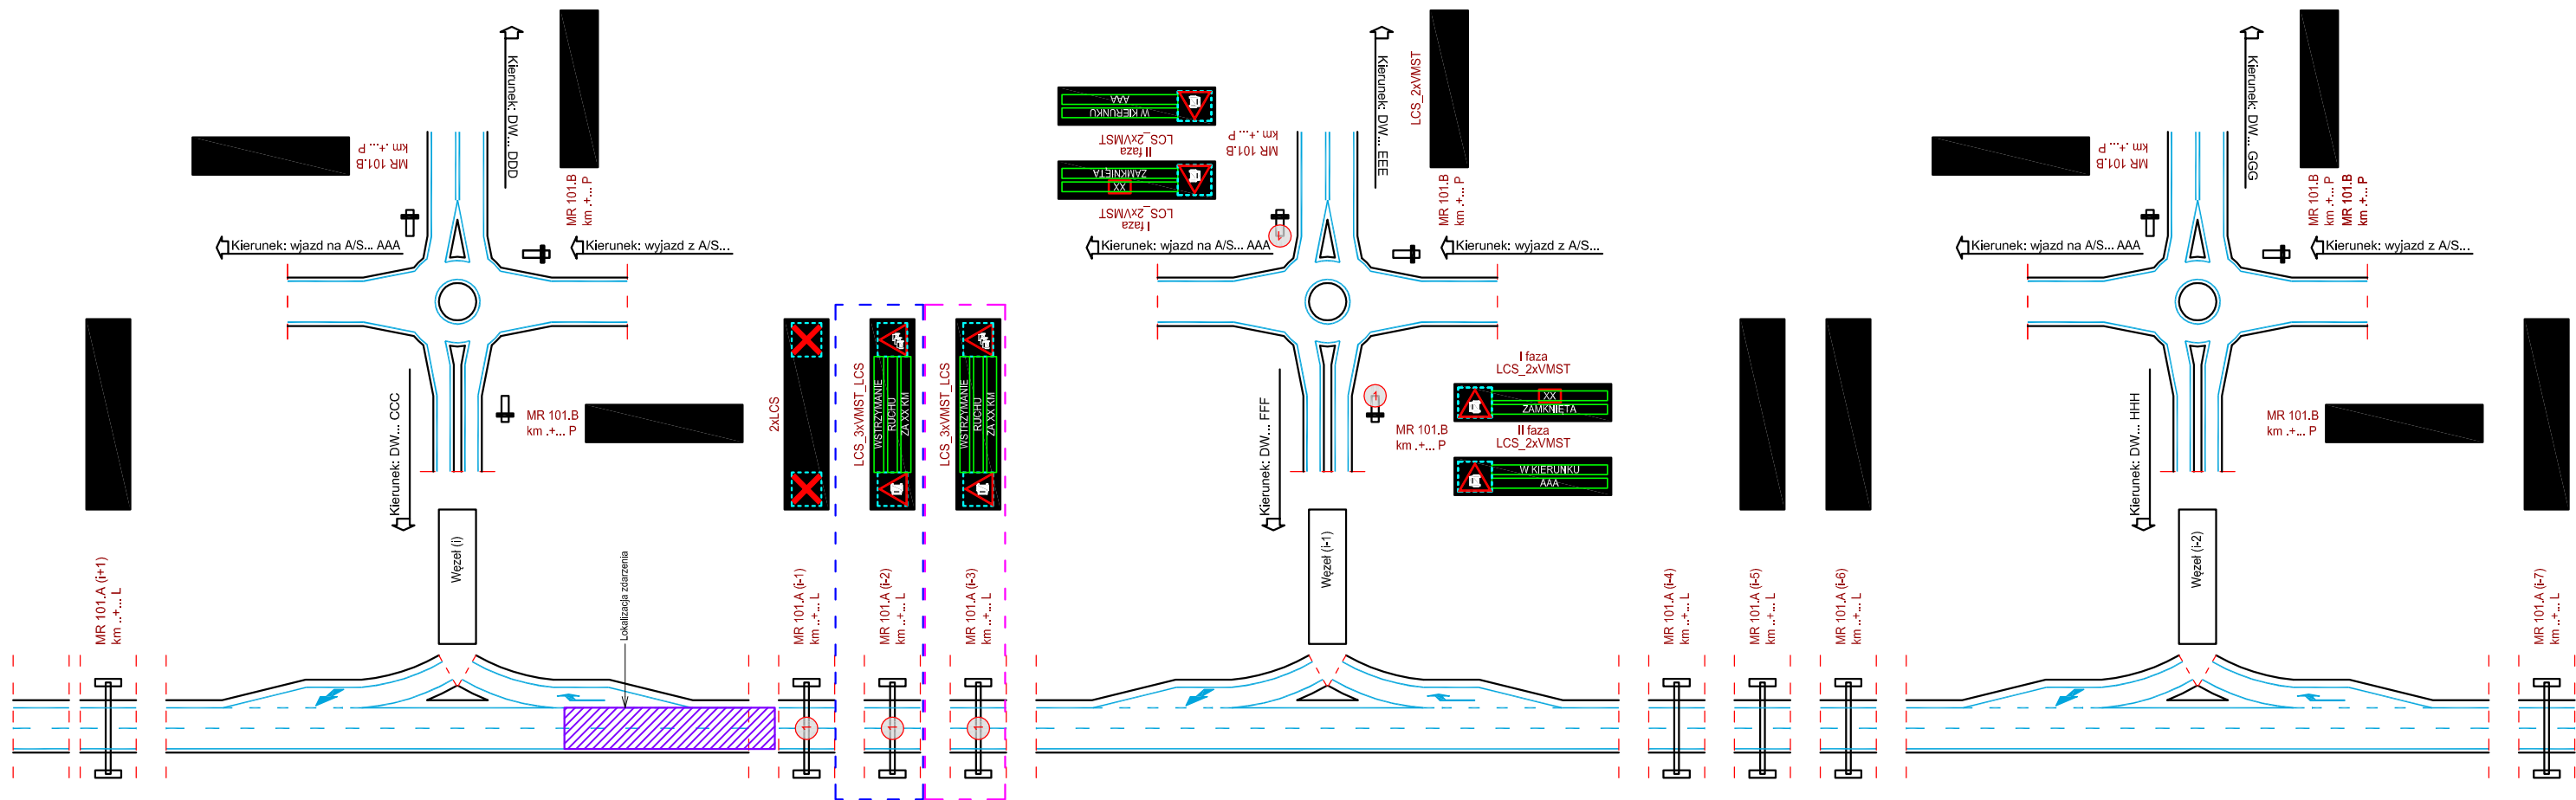 Kierunek: DW... DDD
MR 101.B
km .+... P
MR 101.B
km .+... P
Kierunek: wjazd na A/S... AAA
Kierunek: wyjazd z A/S...
Kierunek: DW... CCC
MR 101.B
km .+... P
Węzeł (i)
Lokalizacja zdarzenia
MR 101.A (i+1)
km ..+... L
2xLCS
MR 101.A (i-1)
km ..+... L
LCS_3xVMST_LCS
WSTRZYMANIE
RUCHU
ZA XX KM
MR 101.A (i-2)
km ..+... L
LCS_3xVMST_LCS
WSTRZYMANIE
RUCHU
ZA XX KM
MR 101.A (i-3)
km ..+... L
1
1
1
Kierunek: DW... EEE
LCS_2xVMST
MR 101.B
km .+... P
W KIERUNKU
AAA
II faza
LCS_2xVMST
MR 101.B
km .+... P
XX
ZAMKNIĘTA
I faza
LCS_2xVMST
1
Kierunek: wjazd na A/S... AAA
Kierunek: wyjazd z A/S...
Kierunek: DW... FFF
1
I faza
LCS_2xVMST
XX
ZAMKNIĘTA
MR 101.B
km .+... P
II faza
LCS_2xVMST
W KIERUNKU
AAA
Węzeł (i-1)
MR 101.A (i-4)
km ..+... L
MR 101.A (i-5)
km ..+... L
MR 101.A (i-6)
km ..+... L
Kierunek: DW... GGG
MR 101.B
km .+... P
MR 101.B
km .+... P
MR 101.B
km .+... P
Kierunek: wjazd na A/S... AAA
Kierunek: wyjazd z A/S...
Kierunek: DW... HHH
MR 101.B
km .+... P
Węzeł (i-2)
MR 101.A (i-7)
km ..+... L